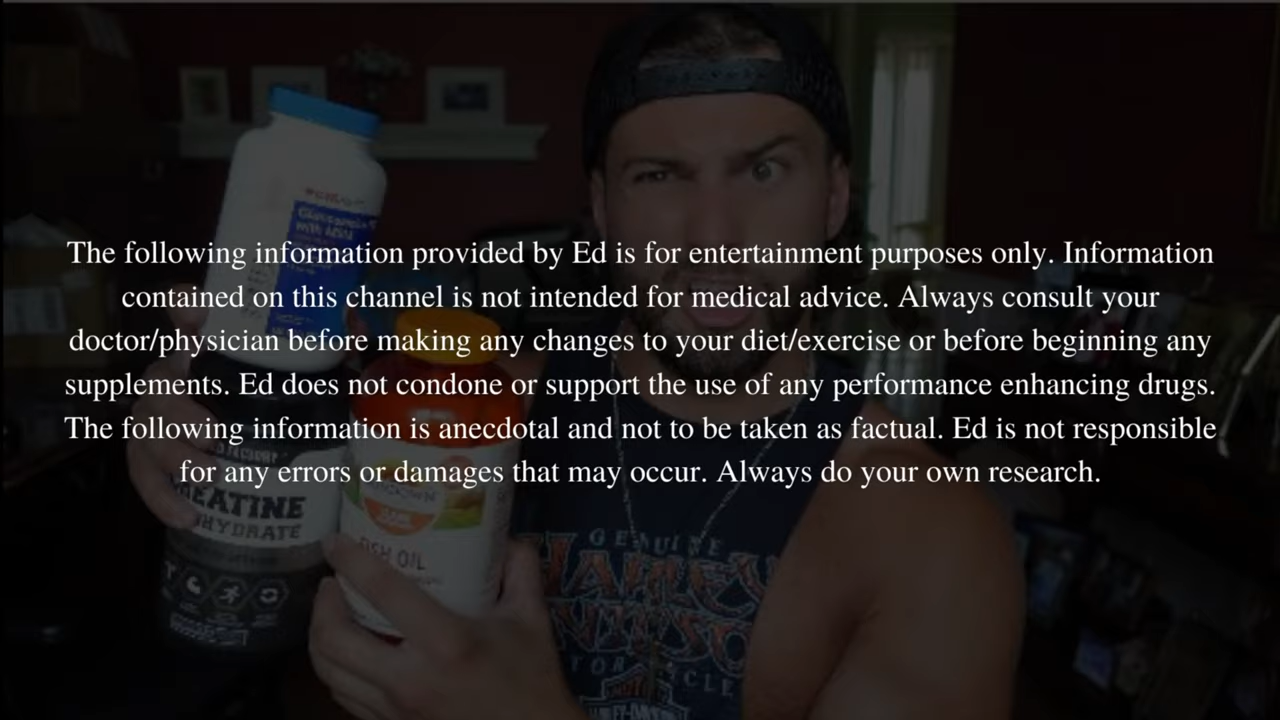 The following information provided by Ed is for entertainment purposes only. Information
contained on this channel is not intended for medical advice. Always consult your
doctor/physician before making any changes to your diet/exercise or before beginning any
supplements. Ed does not condone or support the use of any performance enhancing drugs.
The following information is anecdotal and not to be taken as factual. Ed is not responsible
for any errors or damages that may occur. Always do your own research.
EATINE
HYDRATE
FISH OIL
GENUINE
HARLEY